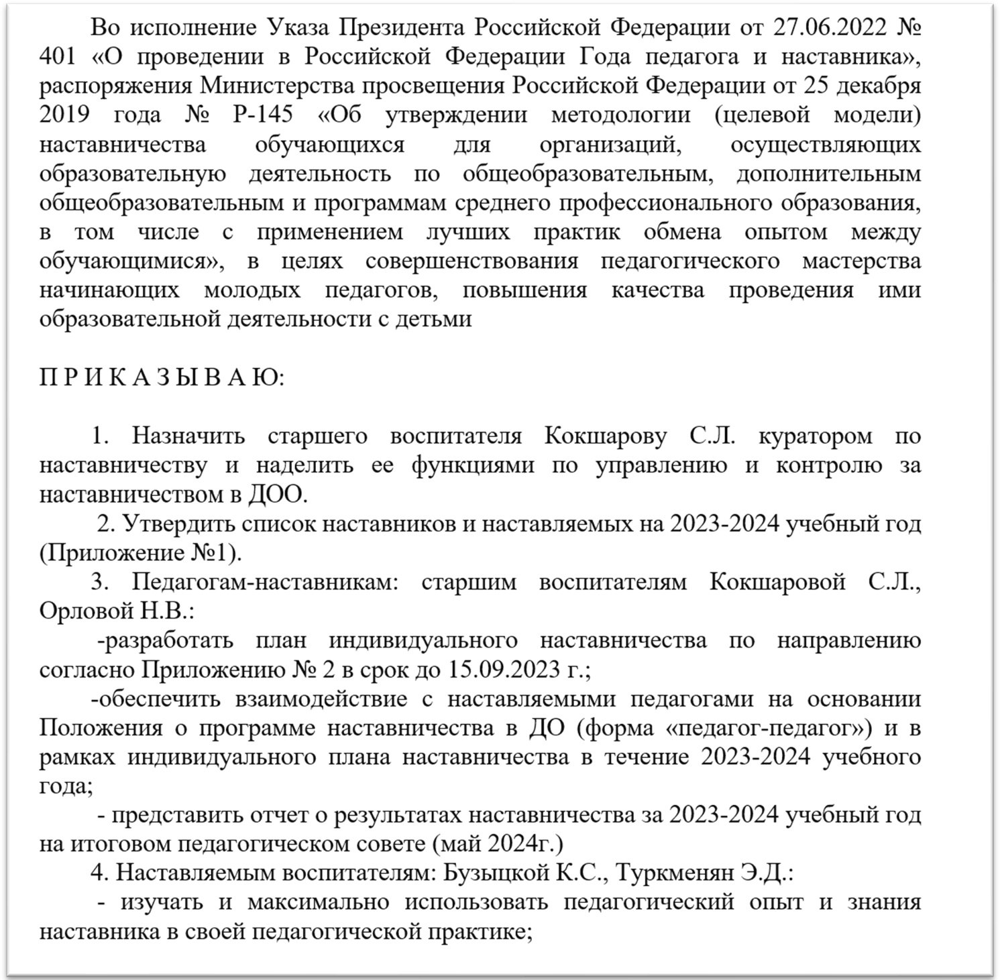 Во исполнение Указа Президента Российской Федерации от 27.06.2022 №
401 «О проведении в Российской Федерации Года педагога и наставника»,
распоряжения Министерства просвещения Российской Федерации от 25 декабря
2019 года № Р-145 «Об утверждении методологии (целевой модели)
наставничества обучающихся для организаций, осуществляющих
образовательную деятельность по общеобразовательным, дополнительным
общеобразовательным и программам среднего профессионального образования,
в том числе с применением лучших практик обмена опытом между
обучающимися», в целях совершенствования педагогического мастерства
начинающих молодых педагогов, повышения качества проведения ими
образовательной деятельности с детьми
П Р И К А З Ы В А Ю:
1. Назначить старшего воспитателя Кокшарову С.Л. куратором по
наставничеству и наделить ее функциями по управлению и контролю за
наставничеством в ДОО.
2. Утвердить список наставников и наставляемых на 2023-2024 учебный год
(Приложение №1).
3. Педагогам-наставникам: старшим воспитателям Кокшаровой С.Л.,
Орловой Н.В.:
-разработать план индивидуального наставничества по направлению
согласно Приложению № 2 в срок до 15.09.2023 г.;
-обеспечить взаимодействие с наставляемыми педагогами на основании
Положения о программе наставничества в ДО (форма «педагог-педагог») и в
рамках индивидуального плана наставничества в течение 2023-2024 учебного
года;
- представить отчет о результатах наставничества за 2023-2024 учебный год
на итоговом педагогическом совете (май 2024г.)
4. Наставляемым воспитателям: Бузыцкой К.С., Туркменян Э.Д.:
- изучать и максимально использовать педагогический опыт и знания
наставника в своей педагогической практике;